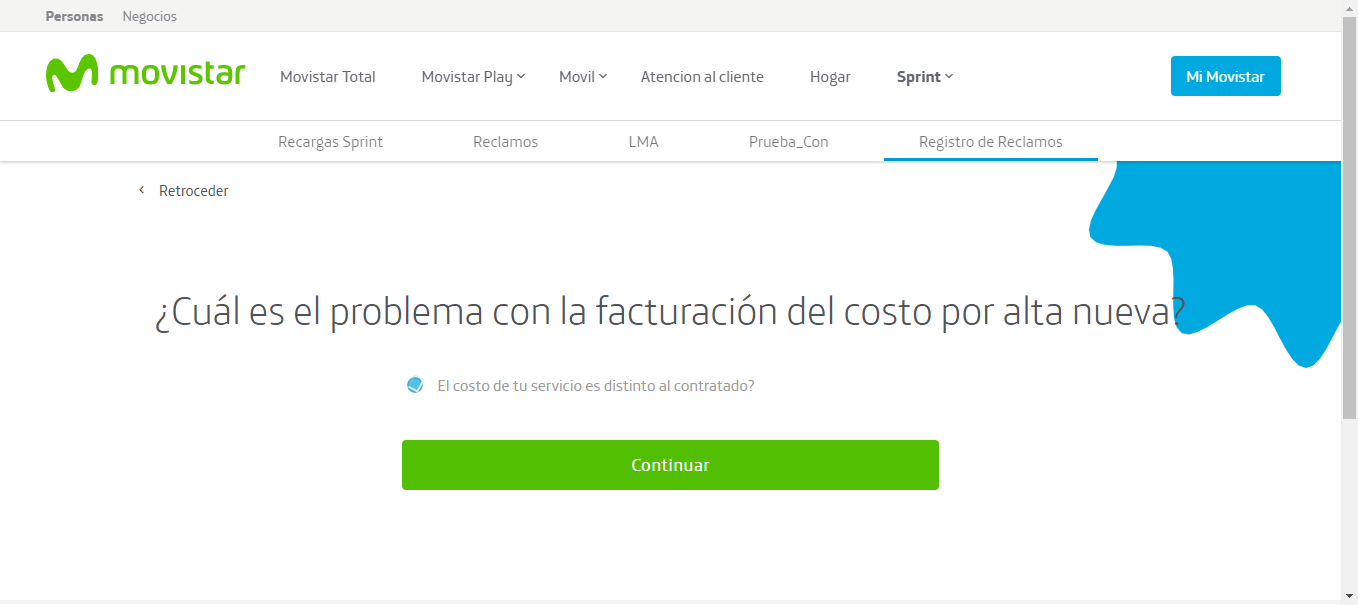 Personas Negocios
movistar Movistar Total Movistar Play Movil Atencion al cliente Hogar Sprint Mi Movistar
Recargas Sprint Reclamos LMA Prueba_Con Registro de Reclamos
Retroceder
¿Cuál es el problema con la facturación del costo por alta nueva?
El costo de tu servicio es distinto al contratado?
Continuar